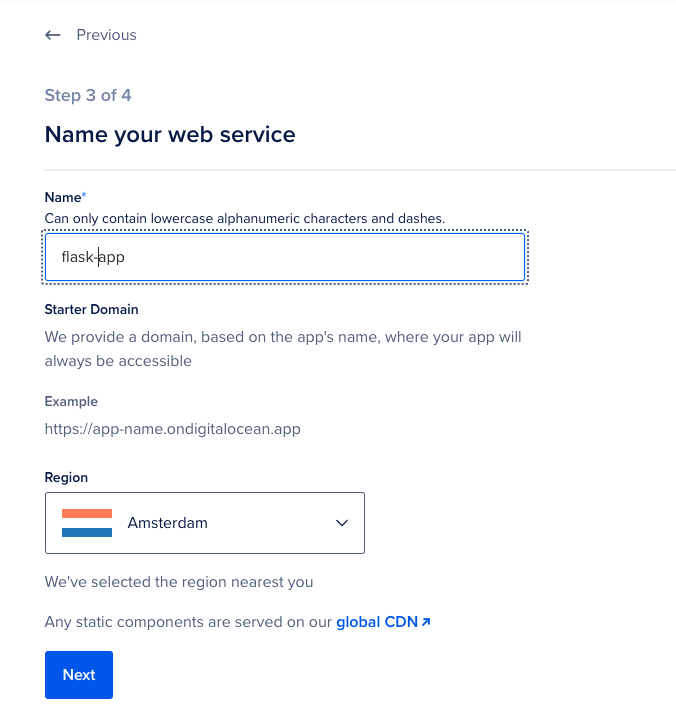 Previous
Step 3 of 4
Name your web service
Name*
Can only contain lowercase alphanumeric characters and dashes.
flask-app
Starter Domain
We provide a domain, based on the app's name, where your app will
always be accessible
Example
https://app-name.ondigitalocean.app
Region
Amsterdam
We've selected the region nearest you
Any static components are served on our global CDN
Next